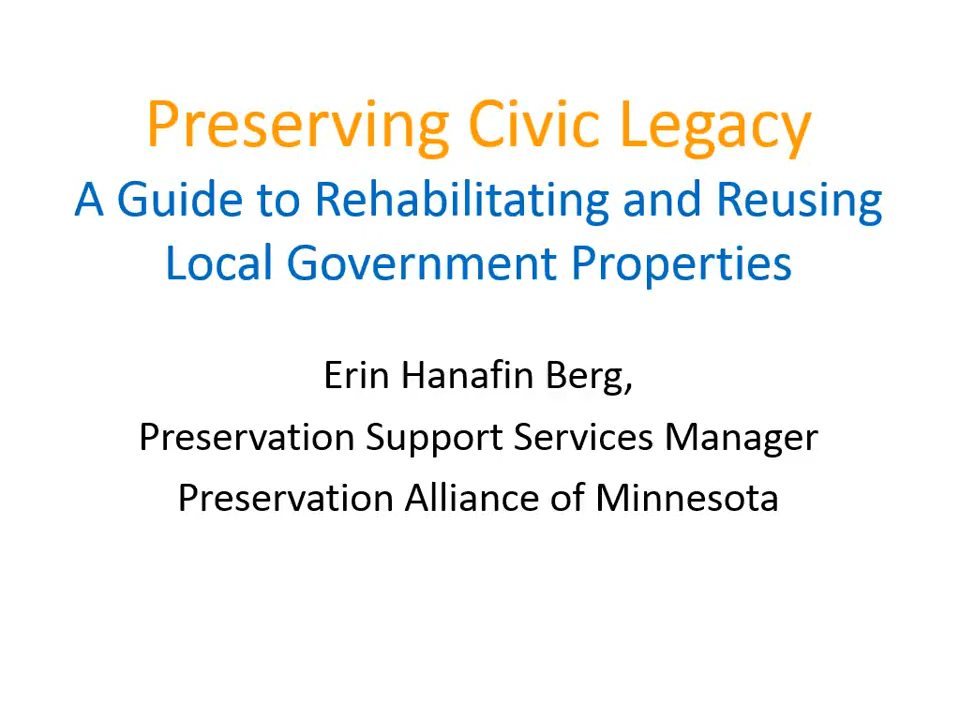 Preserving Civic Legacy
A Guide to Rehabilitating and Reusing
Local Government Properties
Erin Hanafin Berg,
Preservation Support Services Manager
Preservation Alliance of Minnesota